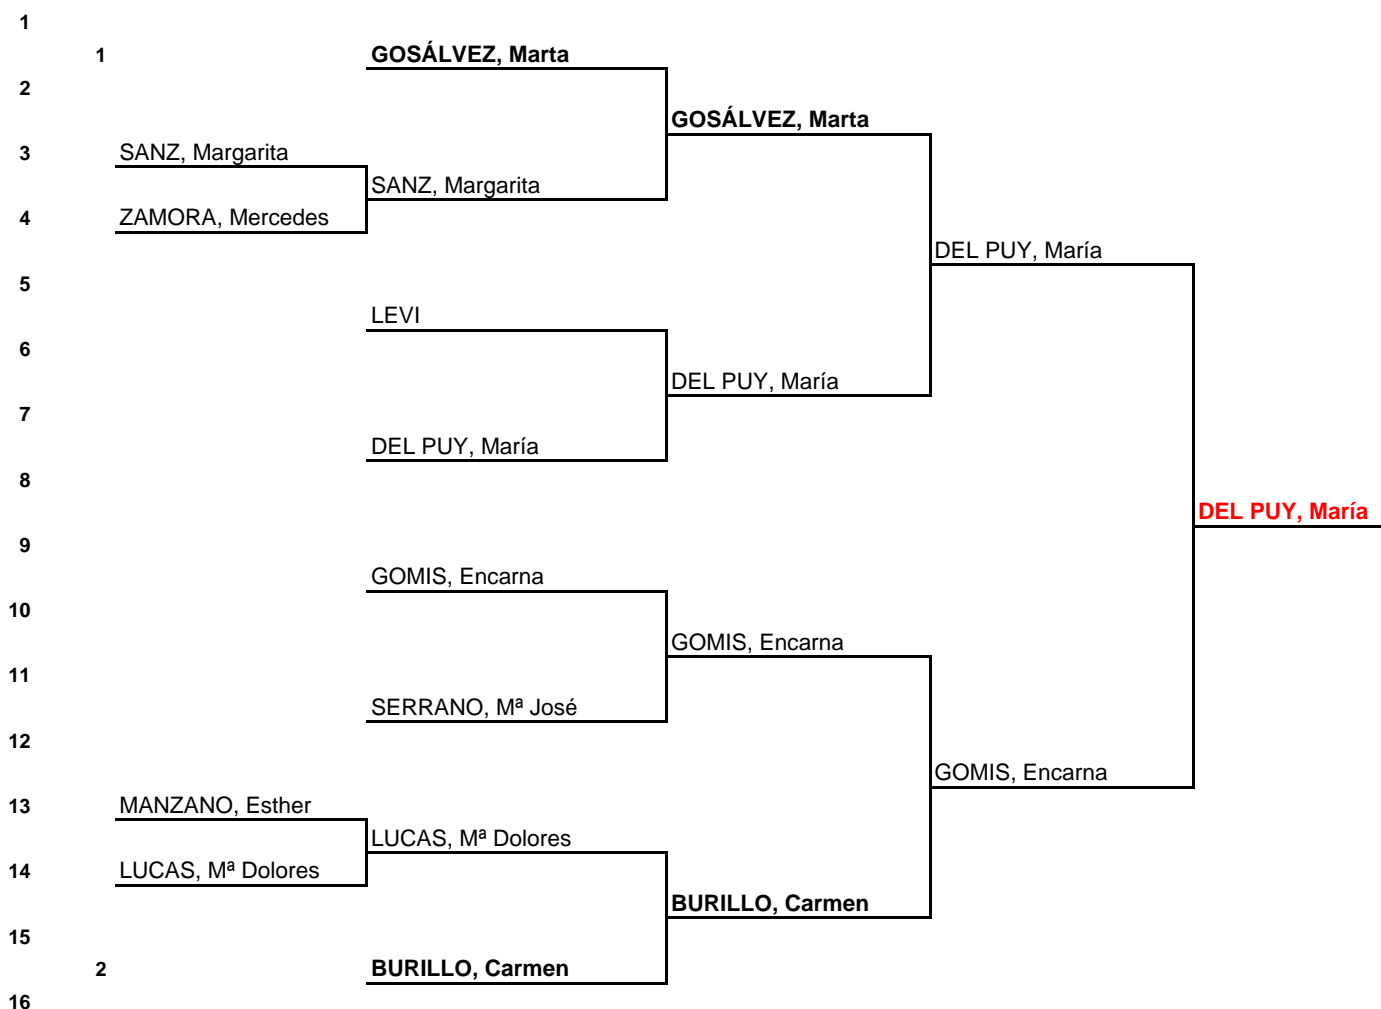 1
1 GOSÁLVEZ, Marta
2
GOSÁLVEZ, Marta
3 SANZ, Margarita
SANZ, Margarita
4 ZAMORA, Mercedes
DEL PUY, María
5
LEVI
6
DEL PUY, María
7
DEL PUY, María
8
DEL PUY, María
9
GOMIS, Encarna
10
GOMIS, Encarna
11
SERRANO, Mª José
12
GOMIS, Encarna
13 MANZANO, Esther
LUCAS, Mª Dolores
14 LUCAS, Mª Dolores
BURILLO, Carmen
15
2 BURILLO, Carmen
16